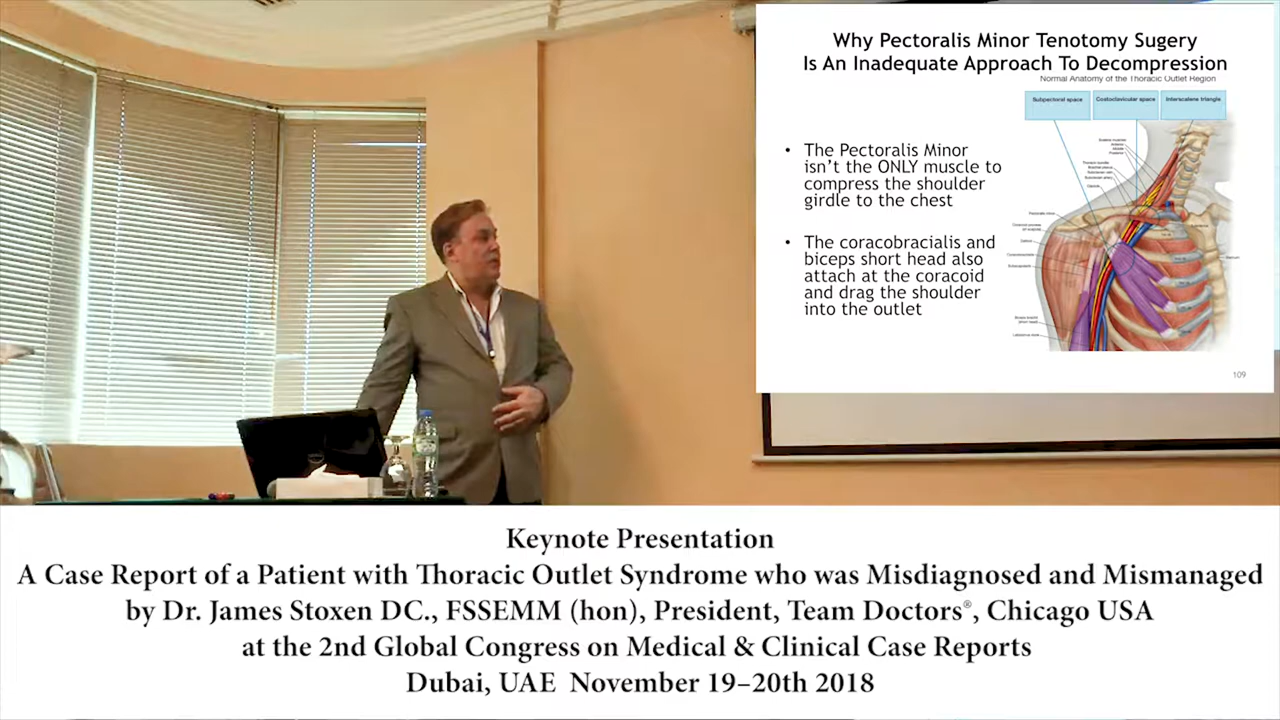 Why Pectoralis Minor Tenotomy Sugery
Is An Inadequate Approach To Decompression
Normal Anatomy of the Thoracic Outlet Region
Subpectoral space
Costoclavicular space
Interscalene triangle
• The Pectoralis Minor
isn't the ONLY muscle to
compress the shoulder
girdle to the chest
• The coracobracialis and
biceps short head also
attach at the coracoid
and drag the shoulder
into the outlet
109
Keynote Presentation
A Case Report of a Patient with Thoracic Outlet Syndrome who was Misdiagnosed and Mismanaged
by Dr. James Stoxen DC., FSSEMM (hon), President, Team Doctors®, Chicago USA
at the 2nd Global Congress on Medical & Clinical Case Reports
Dubai, UAE November 19–20th 2018